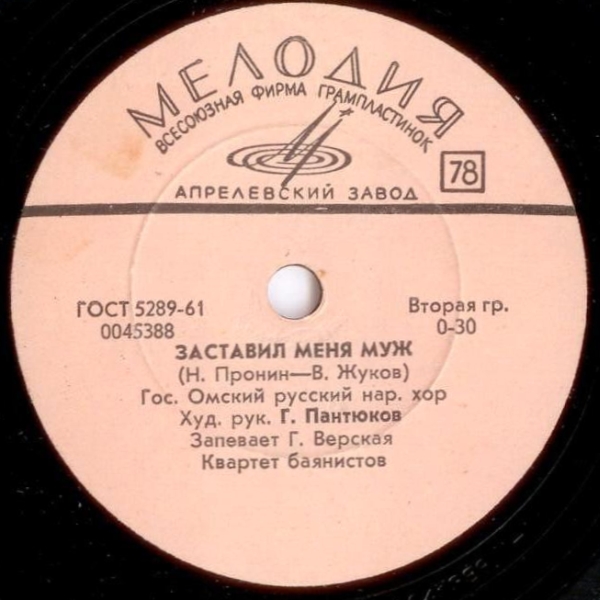 МЕЛОДИЯ
ВСЕСОЮЗНАЯ ФИРМА ГРАМПЛАСТИНОК
78
АПРЕЛЕВСКИЙ ЗАВОД
ГОСТ 5289-61
0045388
Вторая гр.
0-30
ЗАСТАВИЛ МЕНЯ МУЖ
(Н. Пронин—В. Жуков)
Гос. Омский русский нар. хор
Худ. рук. Г. Пантюков
Запевает Г. Верская
Квартет баянистов